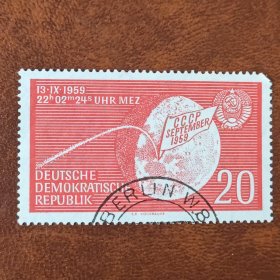 13·IX·1959
22ʰ 02ᵐ 24ˢ UHR MEZ
CCCP
SEPTEMBER
1959
DEUTSCHE
DEMOKRATISCHE
REPUBLIK
20
BERLIN W8